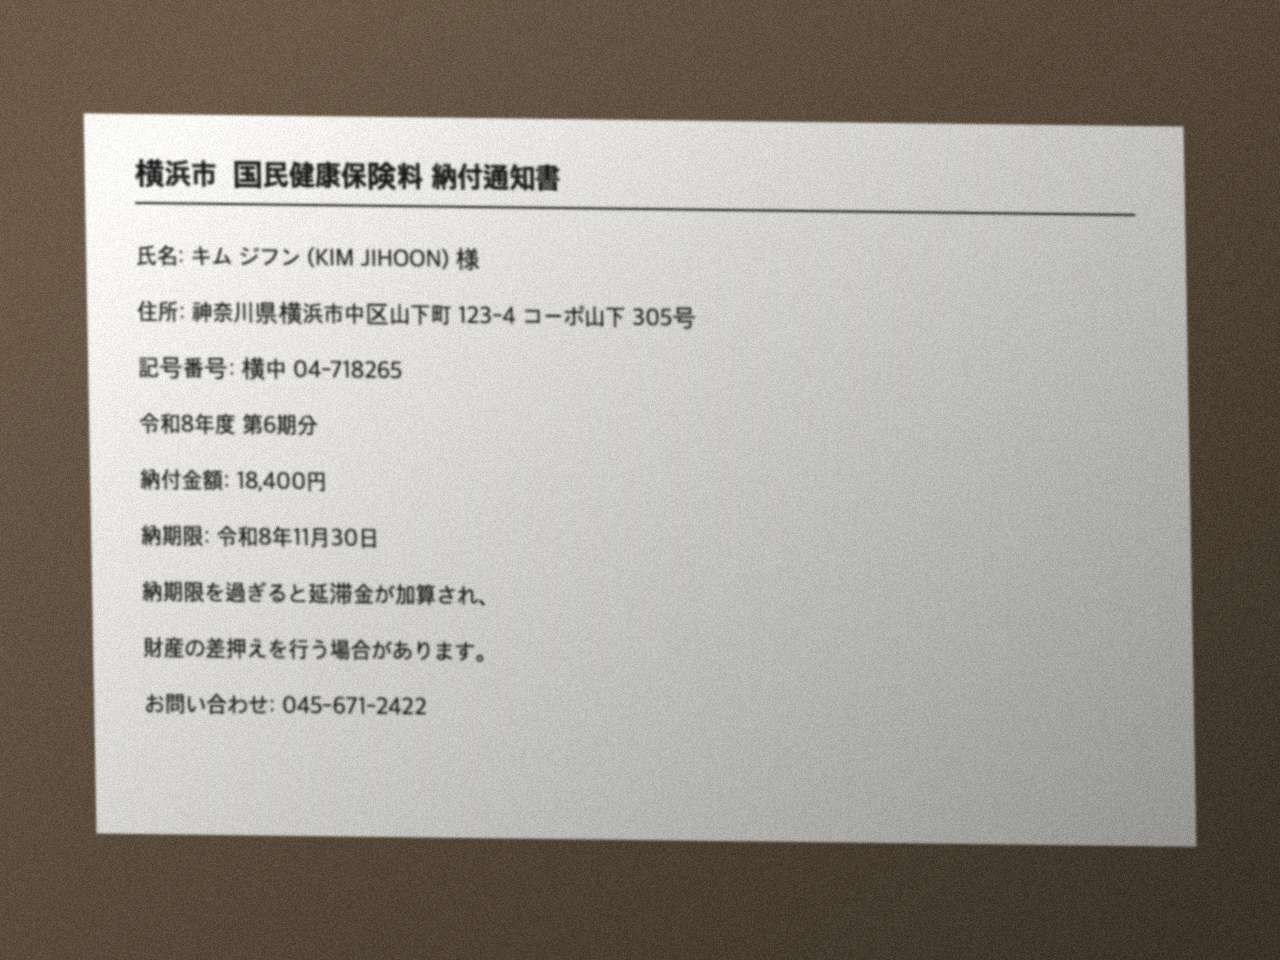 横浜市 国民健康保険料 納付通知書
氏名: キム ジフン (KIM JIHOON) 様
住所: 神奈川県横浜市中区山下町 123-4 コーポ山下 305号
記号番号: 横中 04-718265
令和8年度 第6期分
納付金額: 18,400円
納期限: 令和8年11月30日
納期限を過ぎると延滞金が加算され、
財産の差押えを行う場合があります。
お問い合わせ: 045-671-2422